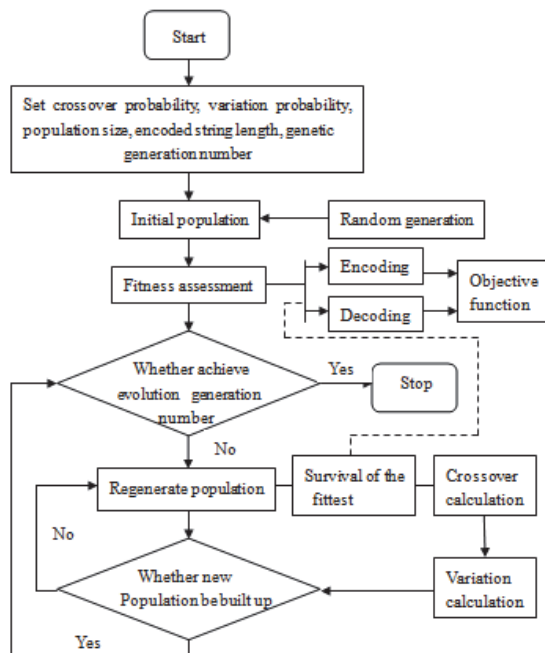 Start
Set crossover probability, variation probability,
population size, encoded string length, genetic
generation number
Initial population
Random generation
Fitness assessment
Encoding
Decoding
Objective
function
Whether achieve
evolution generation
number
Yes
Stop
No
Regenerate population
Survival of the
fittest
Crossover
calculation
No
Whether new
Population be built up
Variation
calculation
Yes